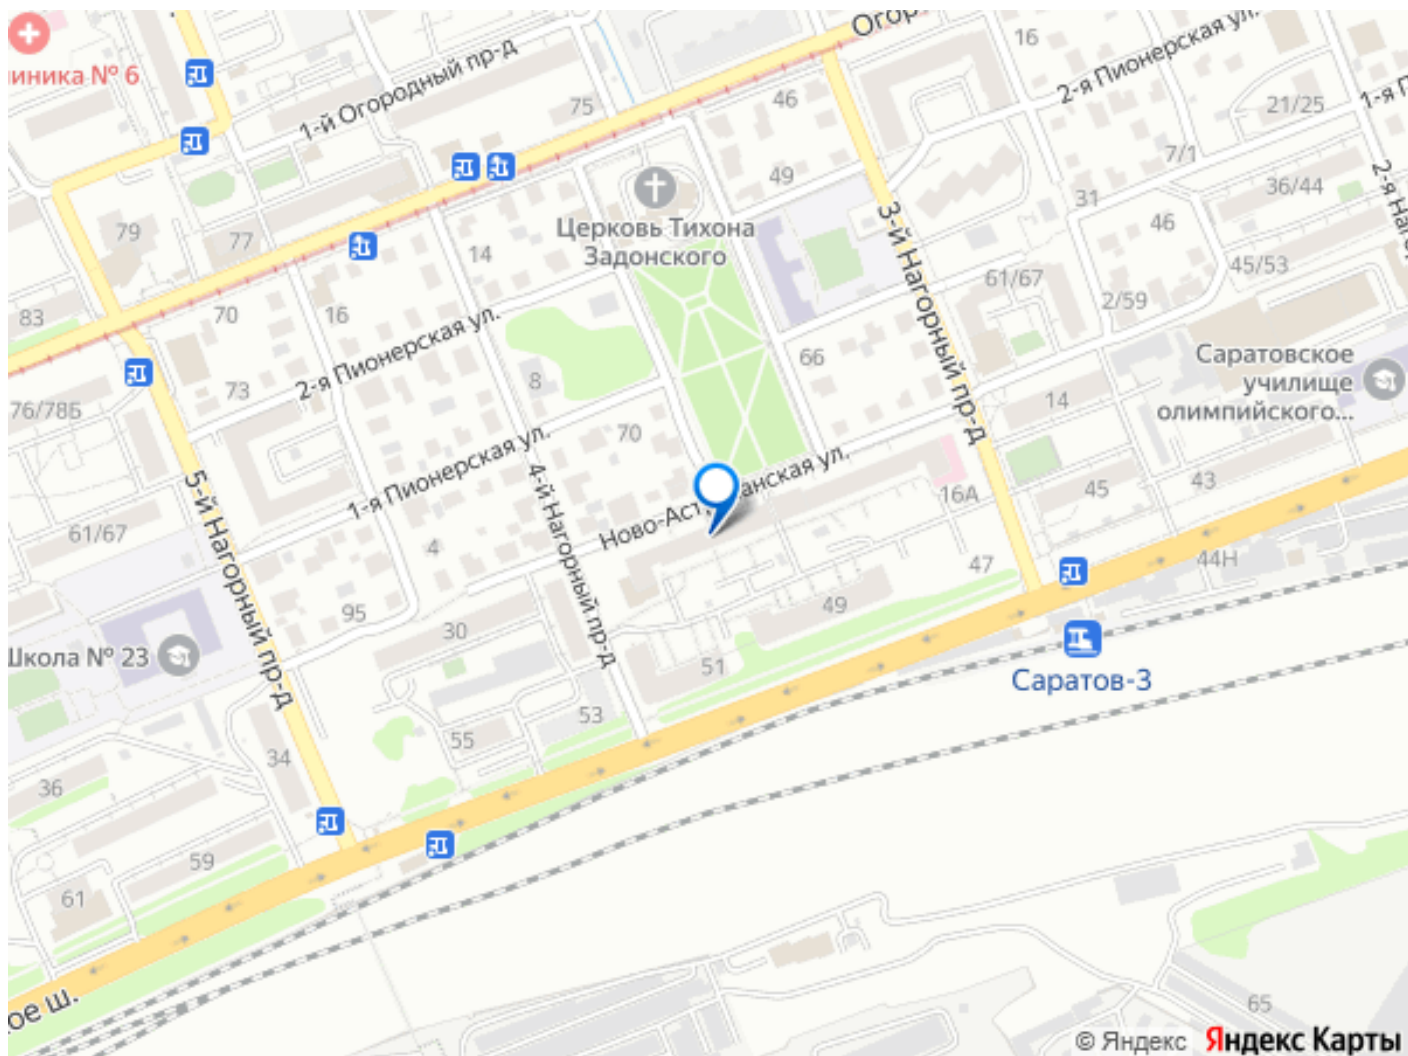 Огор
16
2-я Пионерская ул.
иника № 6
1-й Огородный пр-д
75
46
21/25
1-я П
7/1
2-я Наг
49
36/44
31
Церковь Тихона
Задонского
3-й Нагорный пр-д
79
77
14
46
45/53
61/67
2/59
83
70
16
2-я Пионерская ул.
66
Саратовское
училище
олимпийского...
73
8
76/78Б
14
70
1-я Пионерская ул.
5-й Нагорный пр-д
4-й Нагорный пр-д
16А
45
43
Ново-Аст
анская ул.
61/67
4
47
44Н
95
30
49
Школа № 23
51
Саратов-3
53
55
34
36
59
61
ое ш.
65
© Яндекс
Яндекс Карты